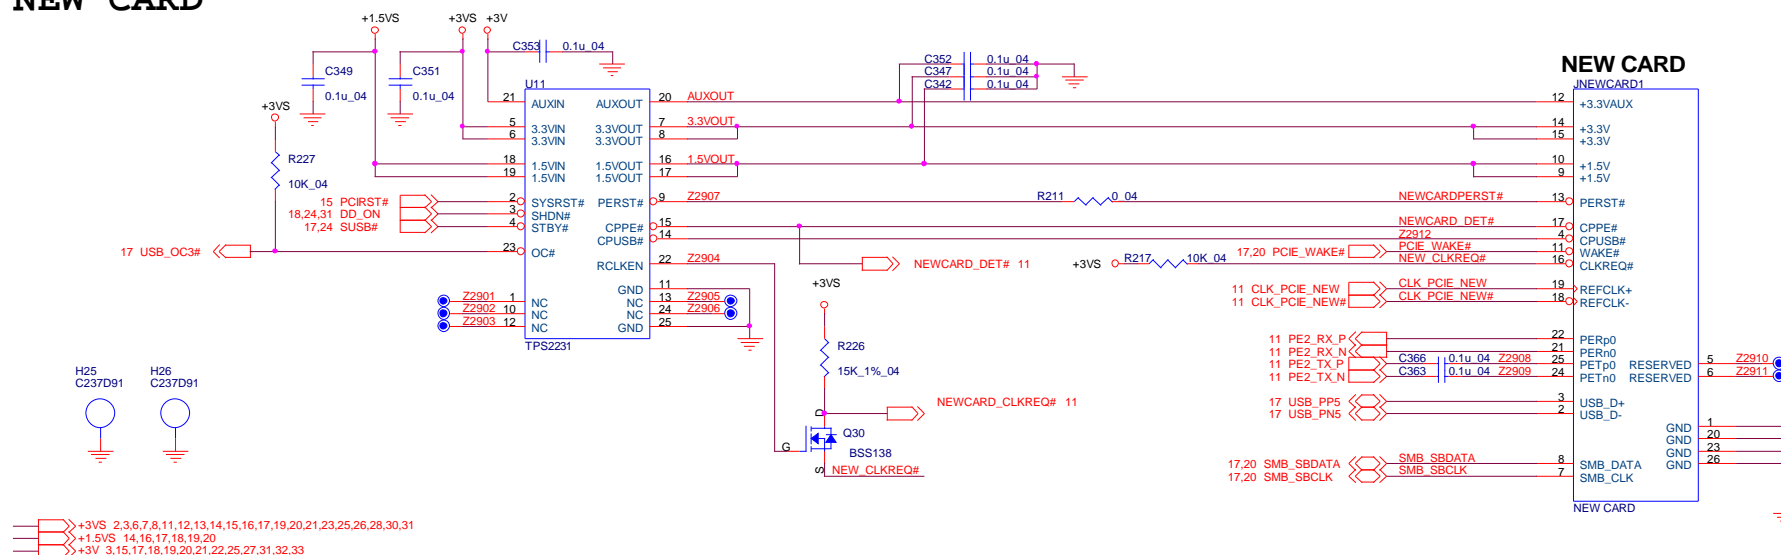 NEW CARD
+1.5VS
+3VS +3V
C353 0.1u_04
C349
0.1u_04
C351
0.1u_04
C352 0.1u_04
C347 0.1u_04
C342 0.1u_04
NEW CARD
JNEWCARD1
U11
+3VS
R227
10K_04
21 AUXIN AUXOUT 20 AUXOUT
5 3.3VIN 3.3VOUT 7 3.3VOUT
6 3.3VIN 3.3VOUT 8
18 1.5VIN 1.5VOUT 16 1.5VOUT
19 1.5VIN 1.5VOUT 17
15 PCIRST# 2 SYSRST# PERST# 9 Z2907
18,24,31 DD_ON 3 SHDN#
17,24 SUSB# 4 STBY# CPPE# 15
CPUSB# 14
17 USB_OC3# 23 OC#
RCLKEN 22 Z2904
GND 11
Z2901 1 NC NC 13 Z2905
Z2902 10 NC NC 24 Z2906
Z2903 12 NC GND 25
TPS2231
R211 0_04
NEWCARD_DET# 11
+3VS
R226
15K_1%_04
NEWCARD_CLKREQ# 11
D
Q30
G
BSS138
S
NEW_CLKREQ#
12 +3.3VAUX
14 +3.3V
15 +3.3V
10 +1.5V
9 +1.5V
NEWCARDPERST# 13 PERST#
NEWCARD_DET# 17 CPPE#
Z2912 4 CPUSB#
17,20 PCIE_WAKE# PCIE_WAKE# 11 WAKE#
+3VS R217 10K_04 NEW_CLKREQ# 16 CLKREQ#
11 CLK_PCIE_NEW CLK_PCIE_NEW 19 REFCLK+
11 CLK_PCIE_NEW# CLK_PCIE_NEW# 18 REFCLK-
11 PE2_RX_P 22 PERp0
11 PE2_RX_N 21 PERn0
11 PE2_TX_P C366 0.1u_04 Z2908 25 PETp0 RESERVED 5 Z2910
11 PE2_TX_N C363 0.1u_04 Z2909 24 PETn0 RESERVED 6 Z2911
17 USB_PP5 3 USB_D+
17 USB_PN5 2 USB_D-
GND 1
GND 20
GND 23
GND 26
17,20 SMB_SBDATA SMB_SBDATA 8 SMB_DATA
17,20 SMB_SBCLK SMB_SBCLK 7 SMB_CLK
NEW CARD
H25
C237D91
H26
C237D91
+3VS 2,3,6,7,8,11,12,13,14,15,16,17,19,20,21,23,25,26,28,30,31
+1.5VS 14,16,17,18,19,20
+3V 3,15,17,18,19,20,21,22,25,27,31,32,33